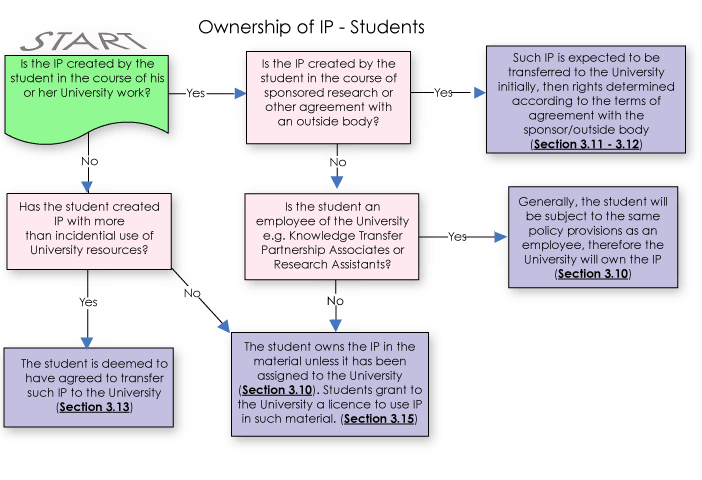 Ownership of IP - Students
START
Is the IP created by the
student in the course of his
or her University work?
Yes
Is the IP created by the
student in the course of
sponsored research or
other agreement with
an outside body?
Yes
Such IP is expected to be
transferred to the University
initially, then rights determined
according to the terms of
agreement with the
sponsor/outside body
(Section 3.11 - 3.12)
No
No
Has the student created
IP with more
than incidential use of
University resources?
Is the student an
employee of the University
e.g. Knowledge Transfer
Partnership Associates or
Research Assistants?
Yes
Generally, the student will
be subject to the same
policy provisions as an
employee, therefore the
University will own the IP
(Section 3.10)
Yes
No
No
The student is deemed to
have agreed to transfer
such IP to the University
(Section 3.13)
The student owns the IP in the
material unless it has been
assigned to the University
(Section 3.10). Students grant to
the University a licence to use IP
in such material. (Section 3.15)